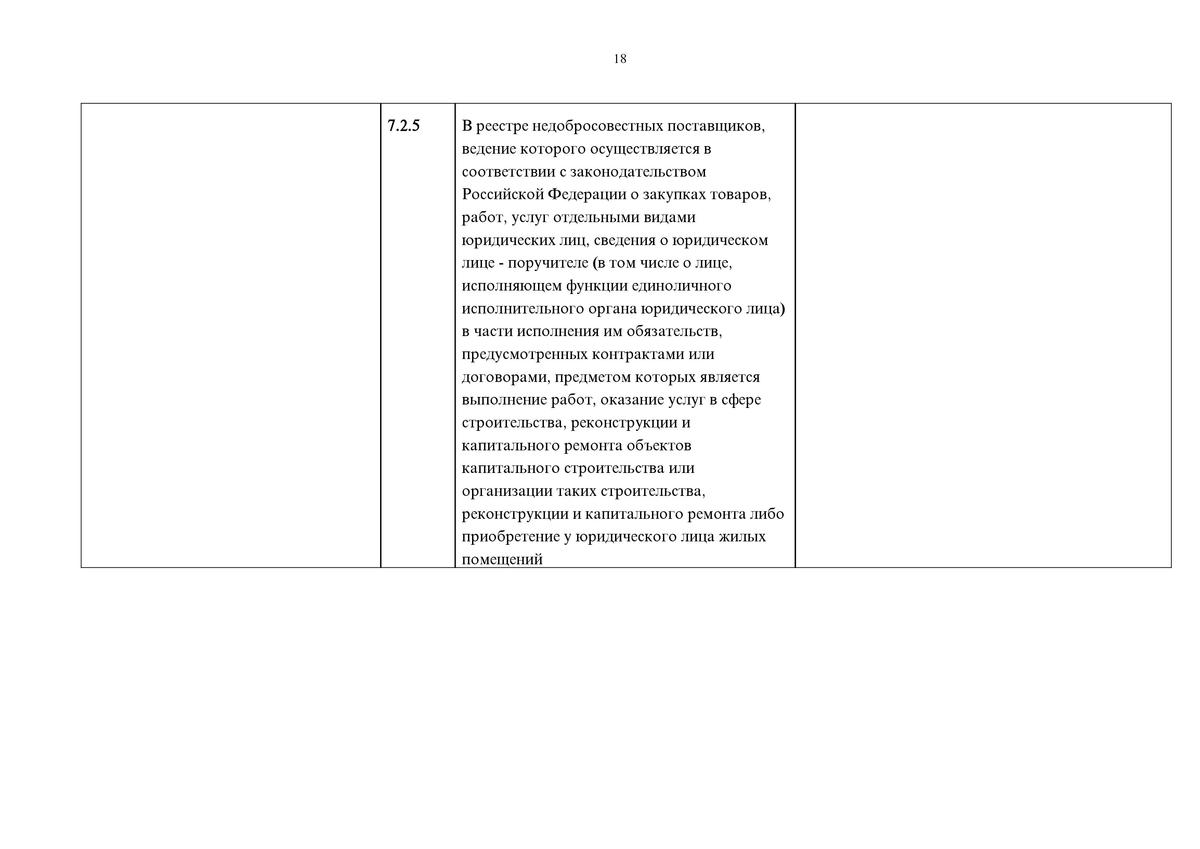 18
7.2.5
В реестре недобросовестных поставщиков,
ведение которого осуществляется в
соответствии с законодательством
Российской Федерации о закупках товаров,
работ, услуг отдельными видами
юридических лиц, сведения о юридическом
лице - поручителе (в том числе о лице,
исполняющем функции единоличного
исполнительного органа юридического лица)
в части исполнения им обязательств,
предусмотренных контрактами или
договорами, предметом которых является
выполнение работ, оказание услуг в сфере
строительства, реконструкции и
капитального ремонта объектов
капитального строительства или
организации таких строительства,
реконструкции и капитального ремонта либо
приобретение у юридического лица жилых
помещений